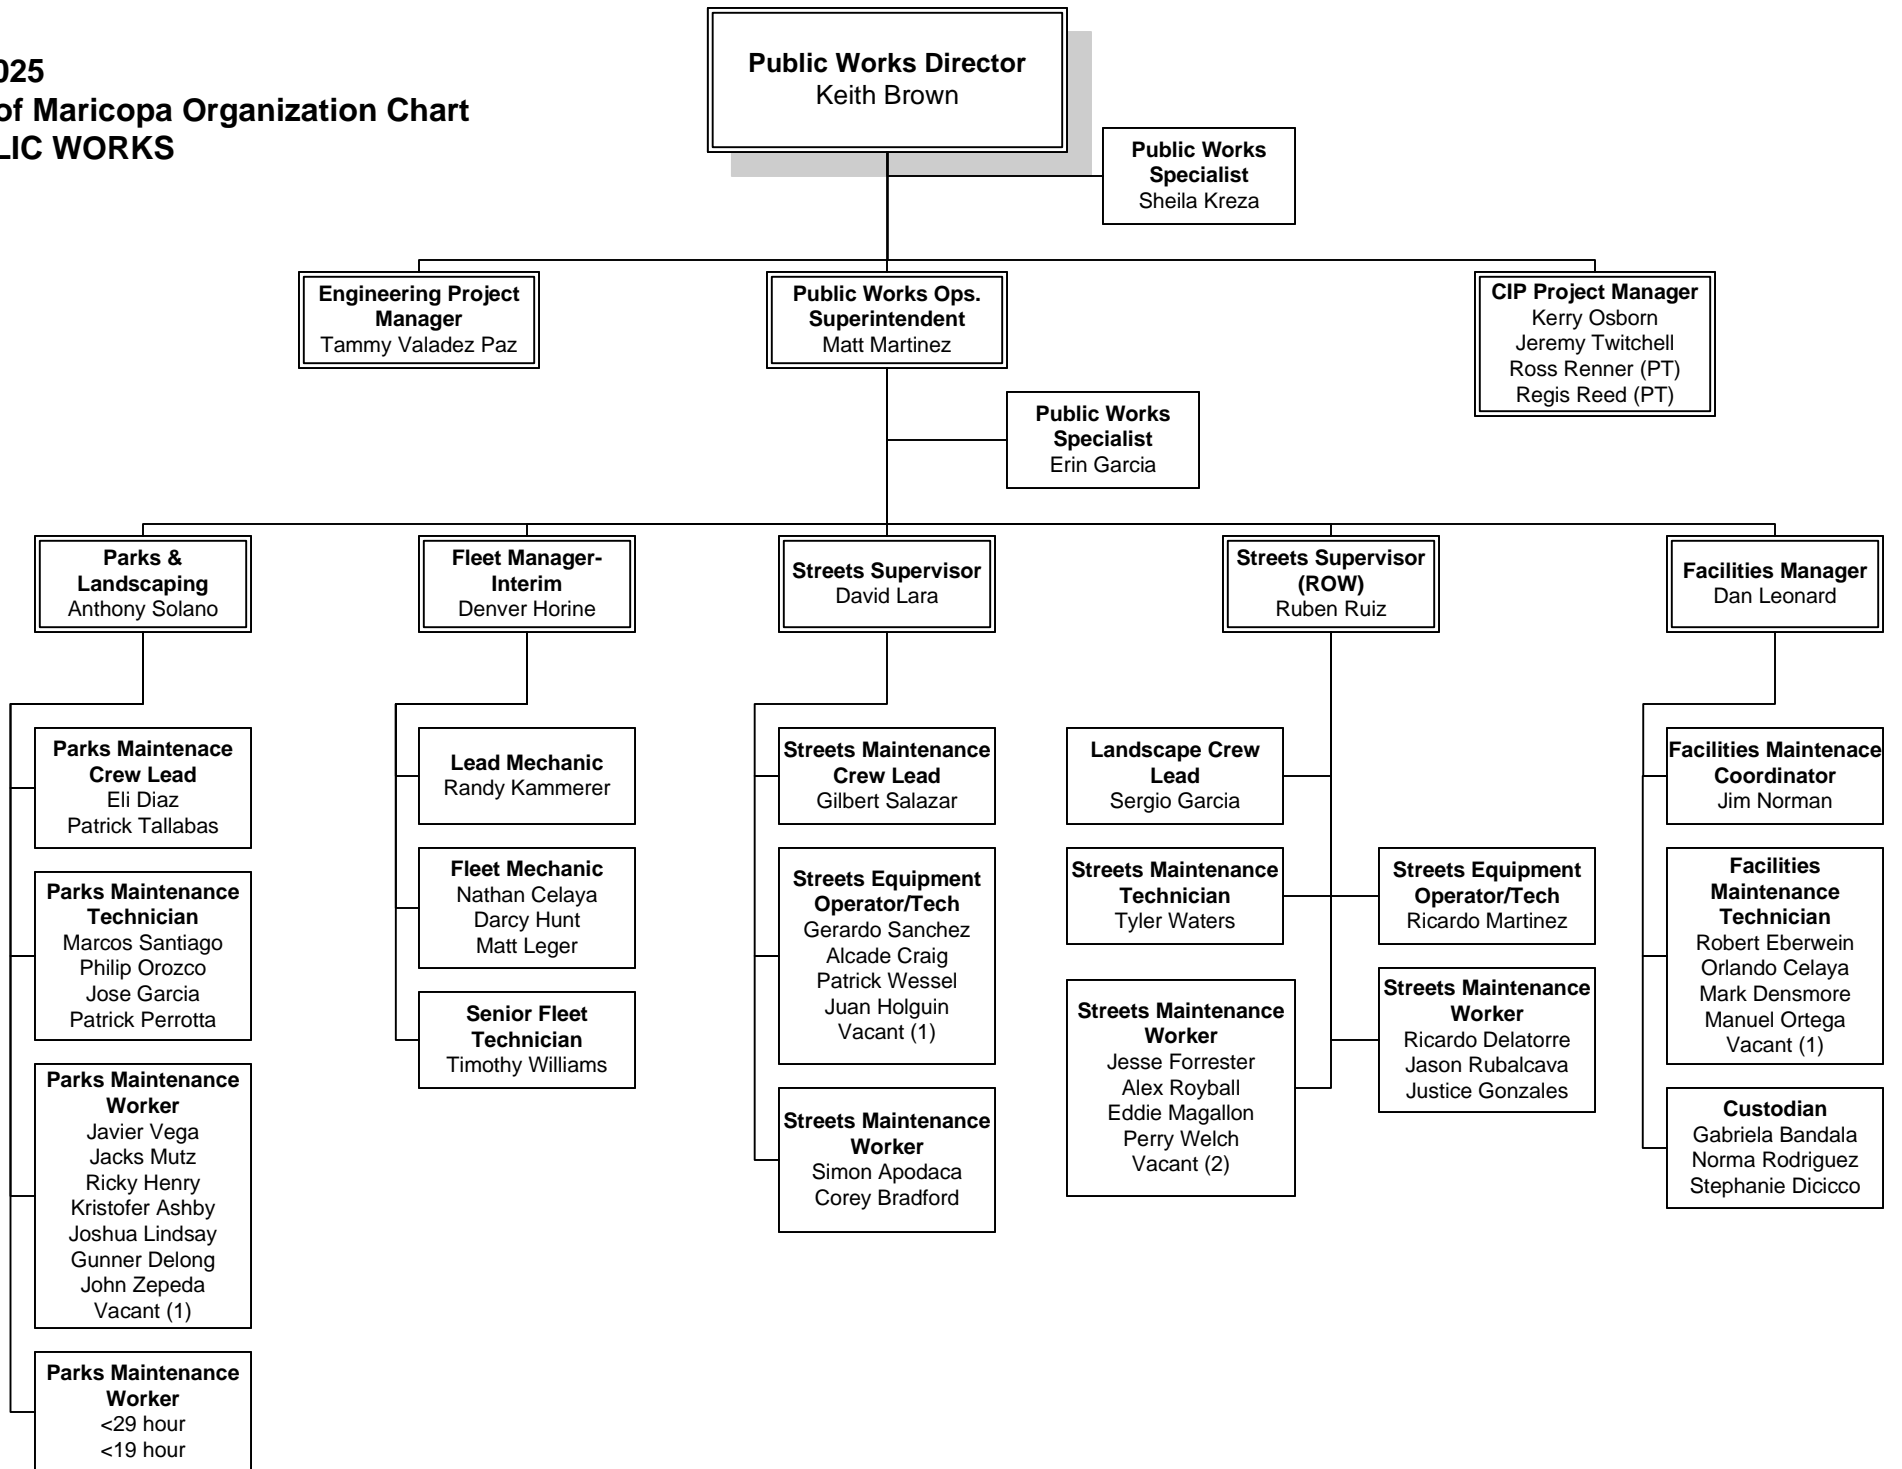 025
of Maricopa Organization Chart
LIC WORKS
Public Works Director
Keith Brown
Public Works
Specialist
Sheila Kreza
Engineering Project
Manager
Tammy Valadez Paz
Public Works Ops.
Superintendent
Matt Martinez
CIP Project Manager
Kerry Osborn
Jeremy Twitchell
Ross Renner (PT)
Regis Reed (PT)
Public Works
Specialist
Erin Garcia
Parks &
Landscaping
Anthony Solano
Fleet Manager-
Interim
Denver Horine
Streets Supervisor
David Lara
Streets Supervisor
(ROW)
Ruben Ruiz
Facilities Manager
Dan Leonard
Parks Maintenace
Crew Lead
Eli Diaz
Patrick Tallabas
Parks Maintenance
Technician
Marcos Santiago
Philip Orozco
Jose Garcia
Patrick Perrotta
Parks Maintenance
Worker
Javier Vega
Jacks Mutz
Ricky Henry
Kristofer Ashby
Joshua Lindsay
Gunner Delong
John Zepeda
Vacant (1)
Parks Maintenance
Worker
<29 hour
<19 hour
Lead Mechanic
Randy Kammerer
Fleet Mechanic
Nathan Celaya
Darcy Hunt
Matt Leger
Senior Fleet
Technician
Timothy Williams
Streets Maintenance
Crew Lead
Gilbert Salazar
Streets Equipment
Operator/Tech
Gerardo Sanchez
Alcade Craig
Patrick Wessel
Juan Holguin
Vacant (1)
Streets Maintenance
Worker
Simon Apodaca
Corey Bradford
Landscape Crew
Lead
Sergio Garcia
Streets Maintenance
Technician
Tyler Waters
Streets Equipment
Operator/Tech
Ricardo Martinez
Streets Maintenance
Worker
Jesse Forrester
Alex Royball
Eddie Magallon
Perry Welch
Vacant (2)
Streets Maintenance
Worker
Ricardo Delatorre
Jason Rubalcava
Justice Gonzales
Facilities Maintenace
Coordinator
Jim Norman
Facilities
Maintenance
Technician
Robert Eberwein
Orlando Celaya
Mark Densmore
Manuel Ortega
Vacant (1)
Custodian
Gabriela Bandala
Norma Rodriguez
Stephanie Dicicco